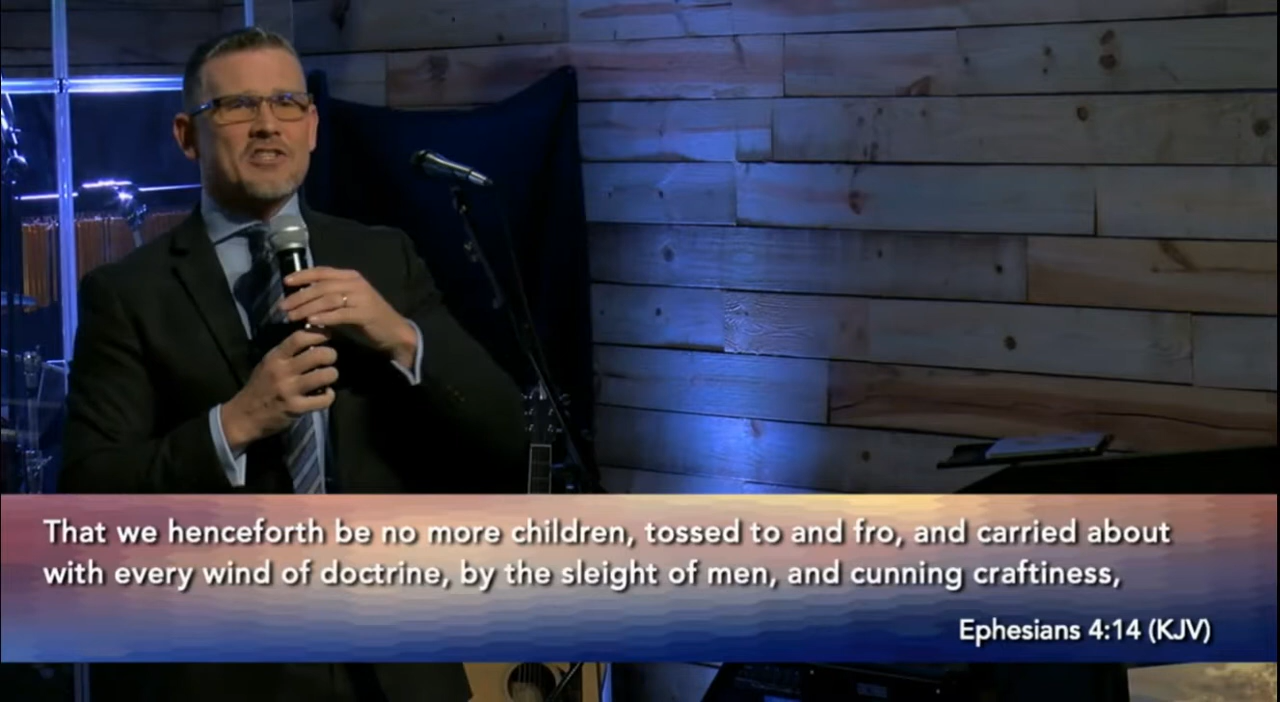 That we henceforth be no more children, tossed to and fro, and carried about
with every wind of doctrine, by the sleight of men, and cunning craftiness,
Ephesians 4:14 (KJV)